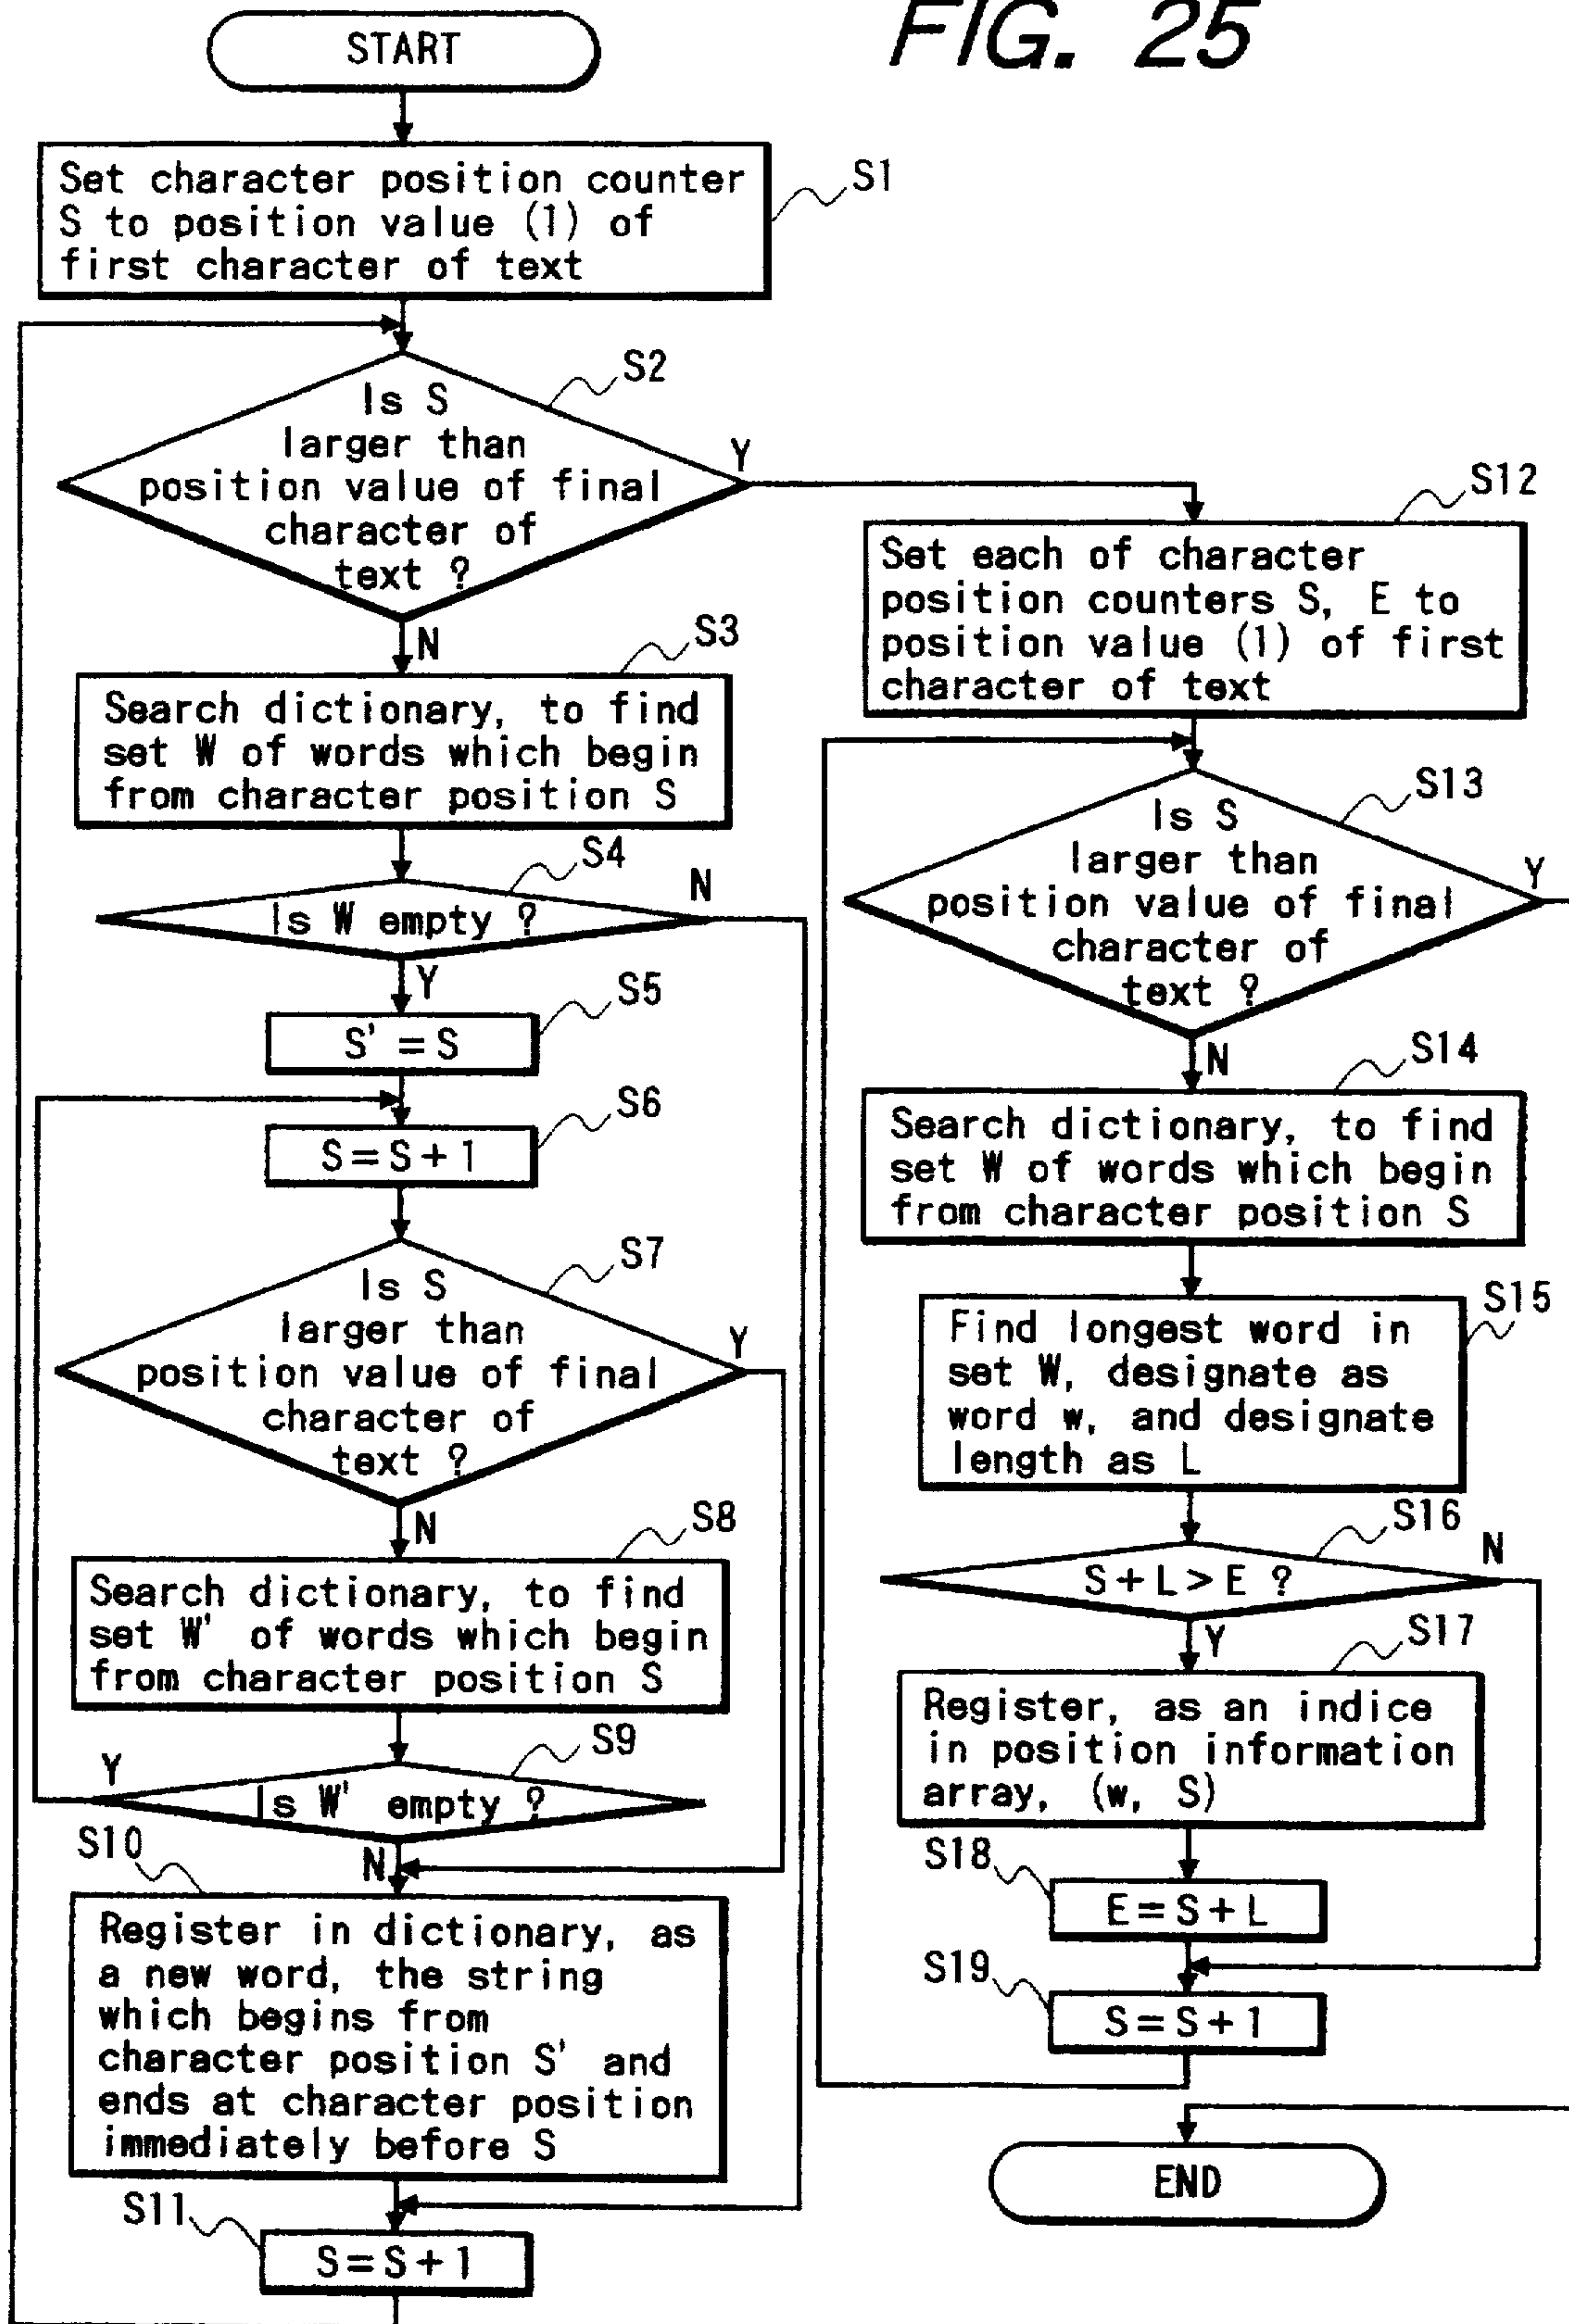 FIG. 25
START
Set character position counter
S to position value (1) of
first character of text
S1
Is S
larger than
position value of final
character of
text ?
S2
Y
N
Search dictionary, to find
set W of words which begin
from character position S
S3
Is W empty ?
S4
N
Y
S' = S
S5
S = S + 1
S6
Is S
larger than
position value of final
character of
text ?
S7
Y
N
Search dictionary, to find
set W' of words which begin
from character position S
S8
Is W' empty ?
S9
Y
N
S10
Register in dictionary, as
a new word, the string
which begins from
character position S' and
ends at character position
immediately before S
S11
S = S + 1
S12
Set each of character
position counters S, E to
position value (1) of first
character of text
S13
Is S
larger than
position value of final
character of
text ?
Y
N
S14
Search dictionary, to find
set W of words which begin
from character position S
S15
Find longest word in
set W, designate as
word w, and designate
length as L
S16
S + L > E ?
N
Y
S17
Register, as an indice
in position information
array, (w, S)
S18
E = S + L
S19
S = S + 1
END